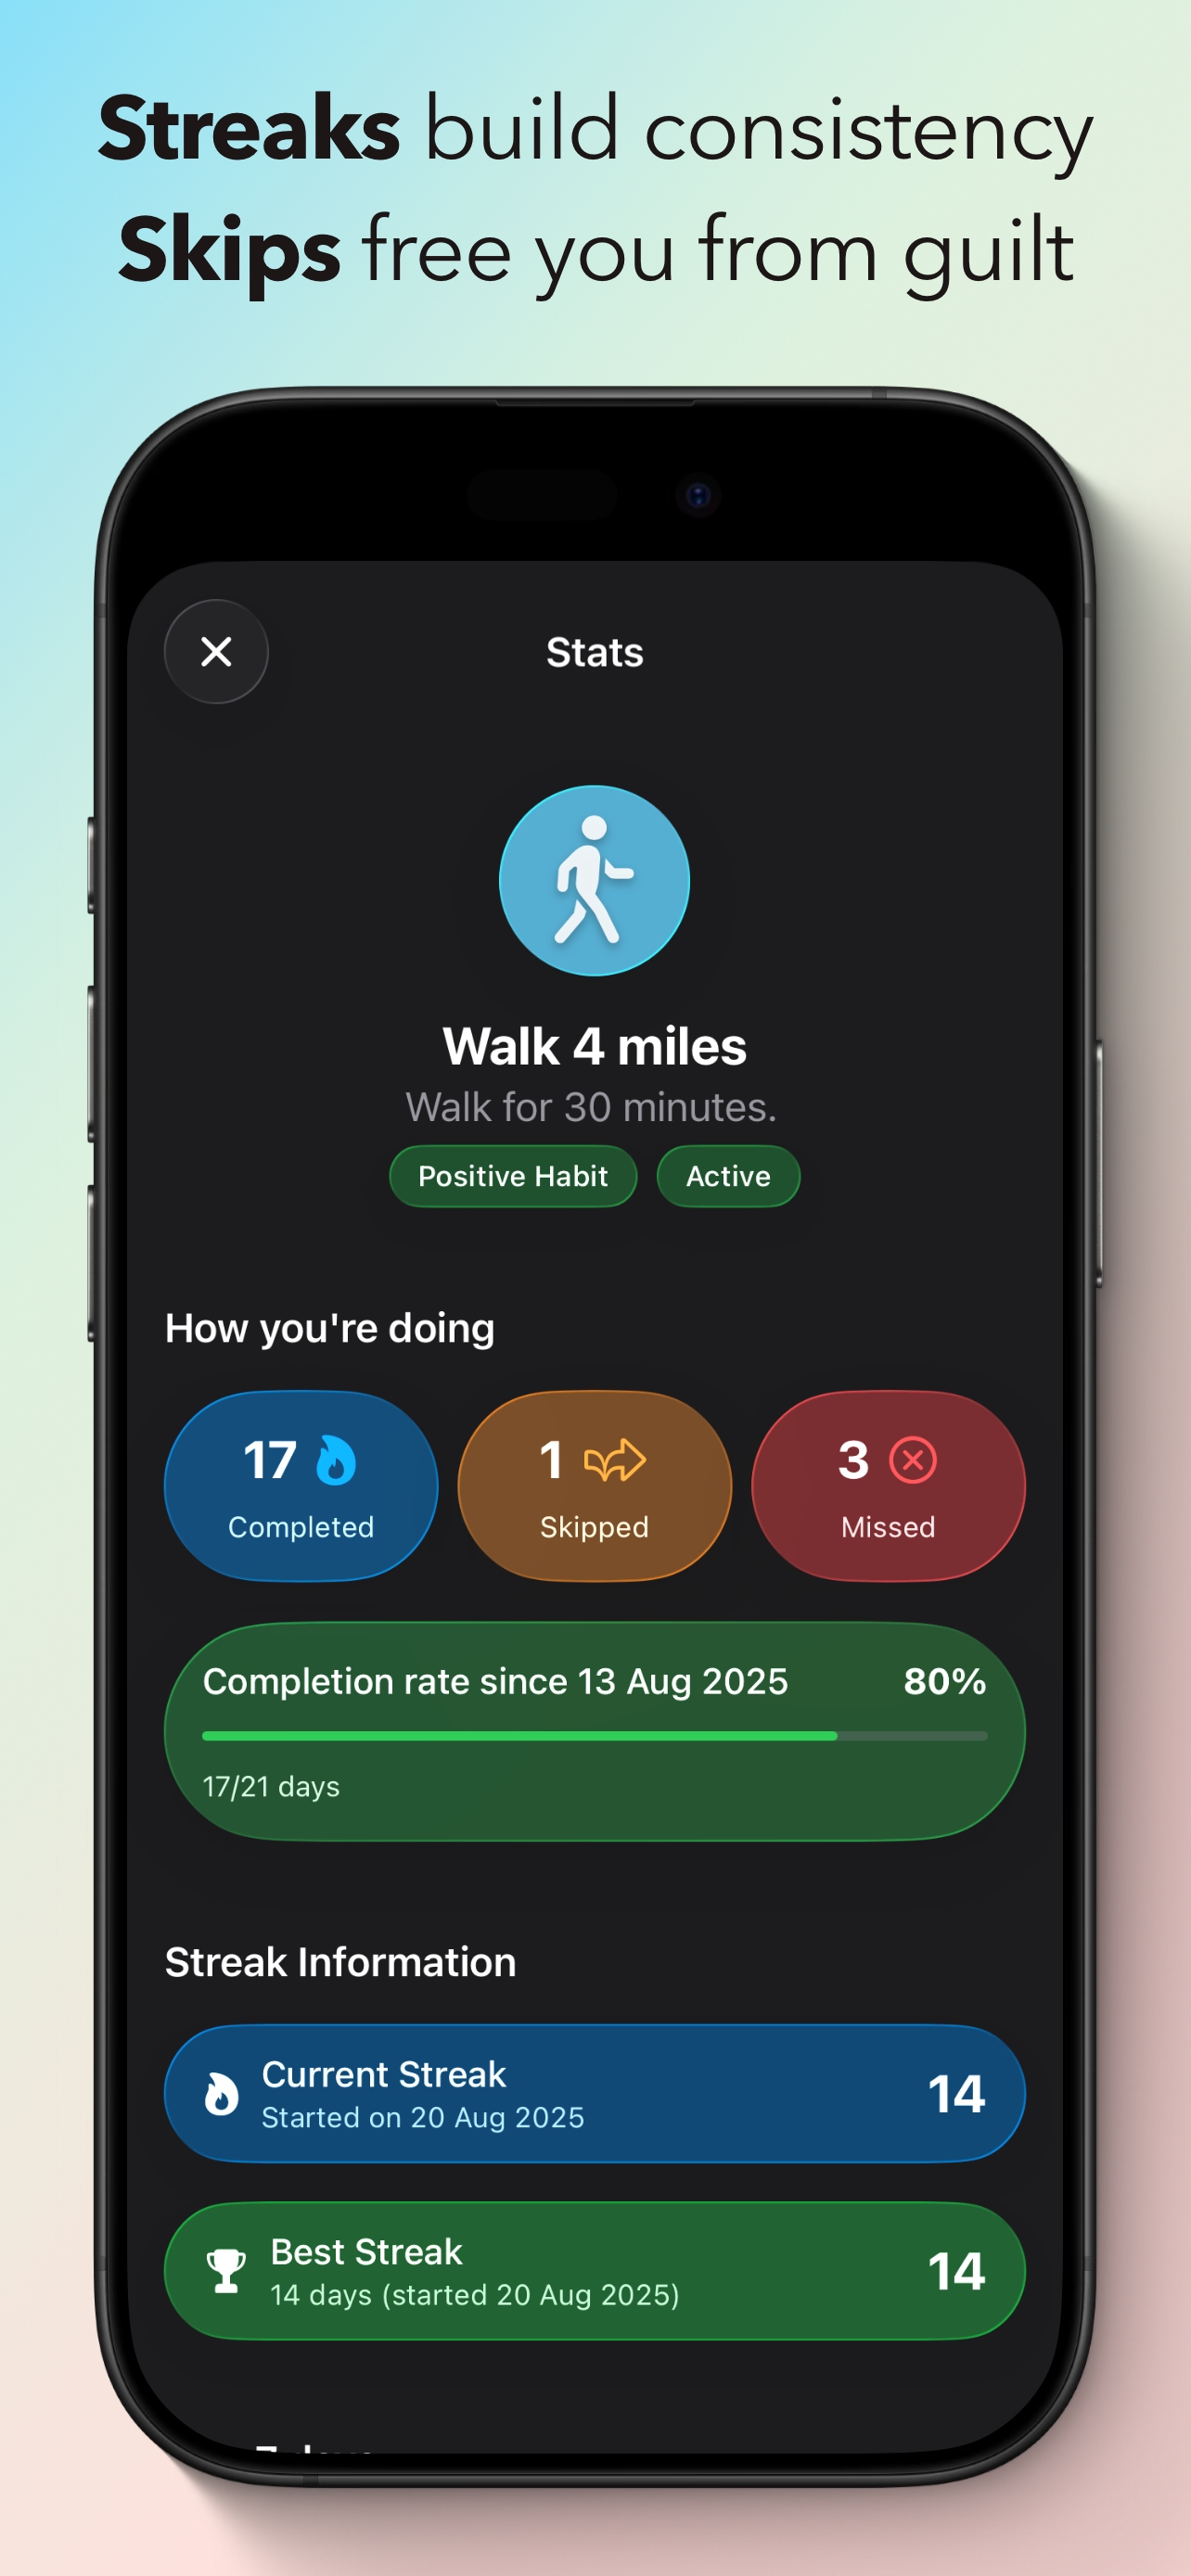 Streaks build consistency
Skips free you from guilt
Stats
Walk 4 miles
Walk for 30 minutes.
Positive Habit Active
How you're doing
17 1 3
Completed Skipped Missed
Completion rate since 13 Aug 2025 80%
17/21 days
Streak Information
Current Streak
Started on 20 Aug 2025
14
Best Streak
14 days (started 20 Aug 2025)
14